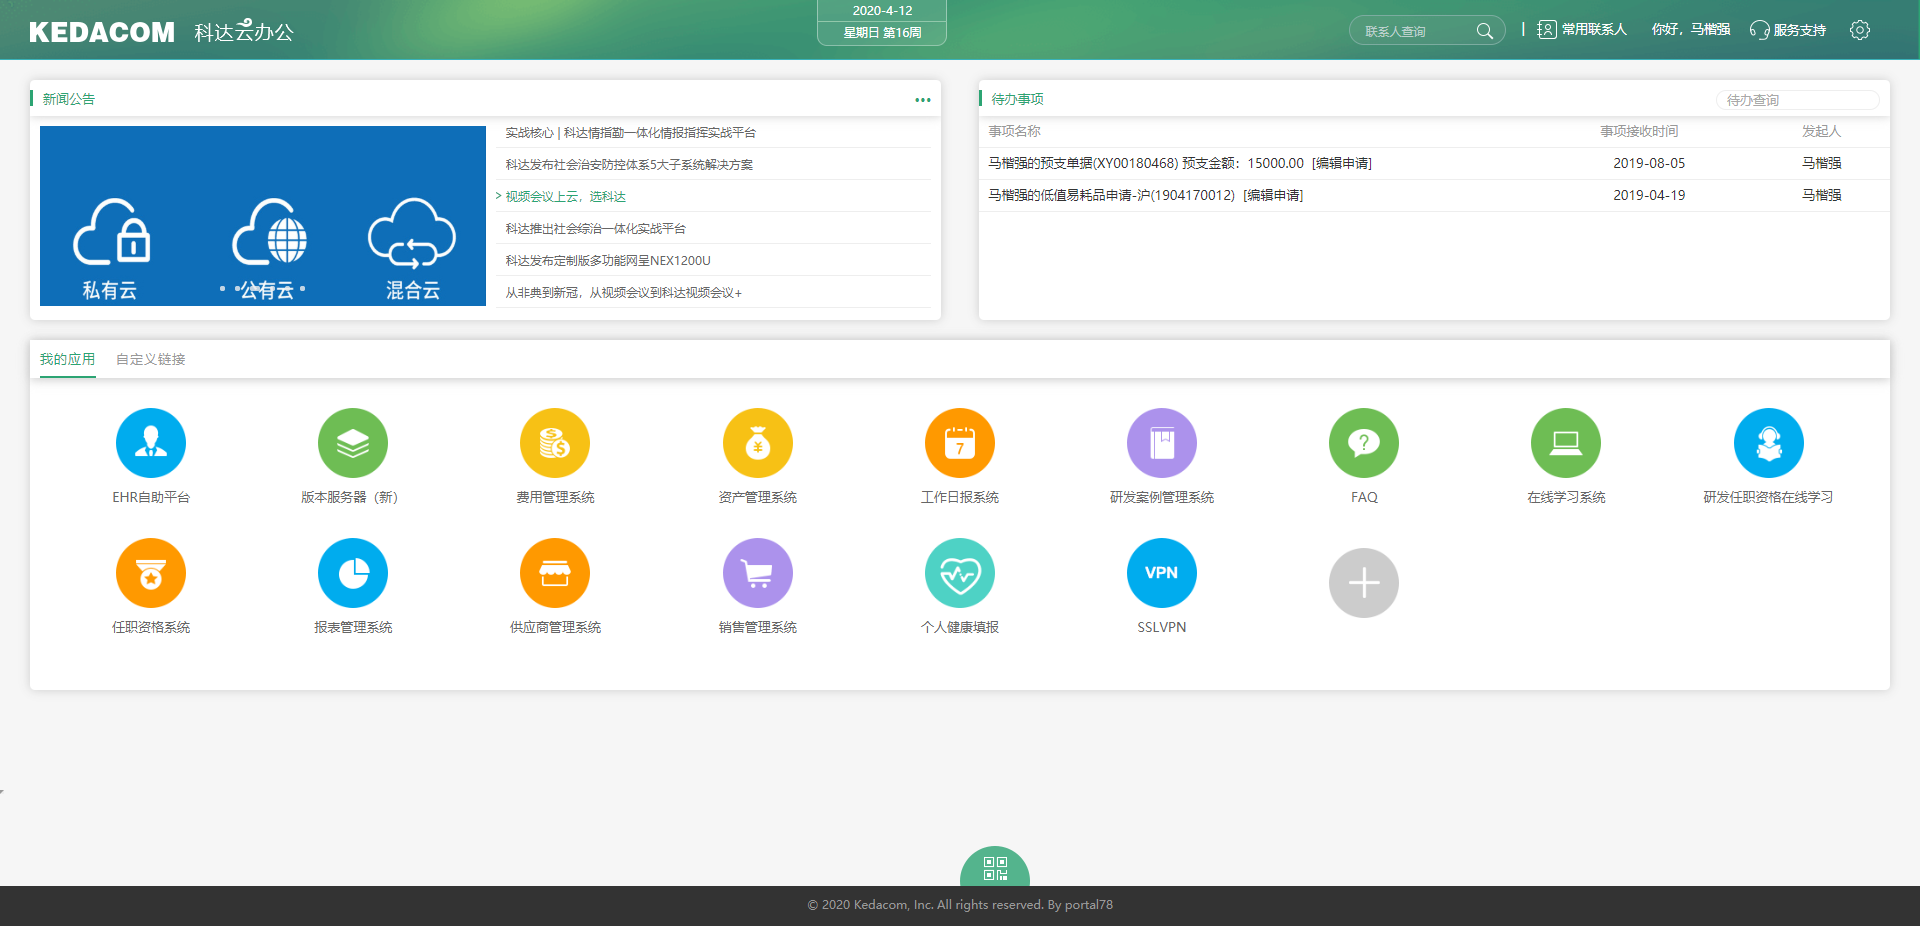 KEDACOM 科达云办公
2020-4-12
星期日 第16周
联系人查询
| 常用联系人
你好，马楷强
服务支持
新闻公告
私有云
公有云
混合云
实战核心 | 科达情指勤一体化情报指挥实战平台
科达发布社会治安防控体系5大子系统解决方案
> 视频会议上云，选科达
科达推出社会综治一体化实战平台
科达发布定制版多功能网呈NEX1200U
从非典到新冠，从视频会议到科达视频会议+
待办事项
待办查询
事项名称 事项接收时间 发起人
马楷强的预支单据(XY00180468) 预支金额：15000.00 [编辑申请] 2019-08-05 马楷强
马楷强的低值易耗品申请-沪(1904170012) [编辑申请] 2019-04-19 马楷强
我的应用 自定义链接
7
EHR自助平台 版本服务器（新） 费用管理系统 资产管理系统 工作日报系统 研发案例管理系统 FAQ 在线学习系统 研发任职资格在线学习
VPN
任职资格系统 报表管理系统 供应商管理系统 销售管理系统 个人健康填报 SSLVPN
© 2020 Kedacom, Inc. All rights reserved. By portal78